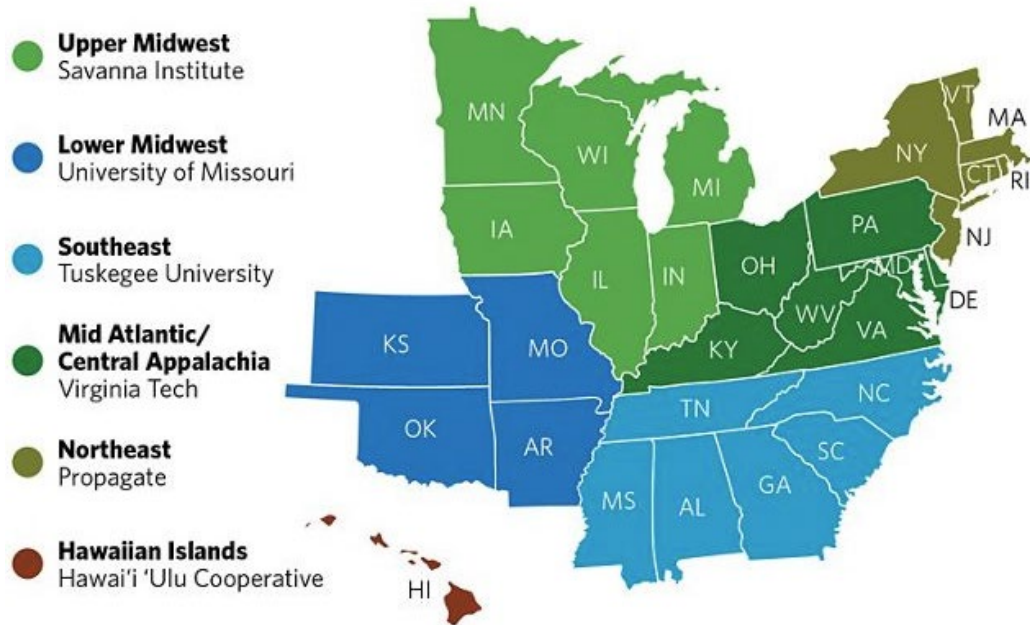 Upper Midwest
Savanna Institute
Lower Midwest
University of Missouri
Southeast
Tuskegee University
Mid Atlantic/
Central Appalachia
Virginia Tech
Northeast
Propagate
Hawaiian Islands
Hawai‘i ‘Ulu Cooperative
MN
WI
MI
IA
IL
IN
KS
MO
OK
AR
OH
PA
KY
WV
VA
MD
DE
NY
VT
MA
CT
RI
NJ
TN
NC
SC
MS
AL
GA
HI